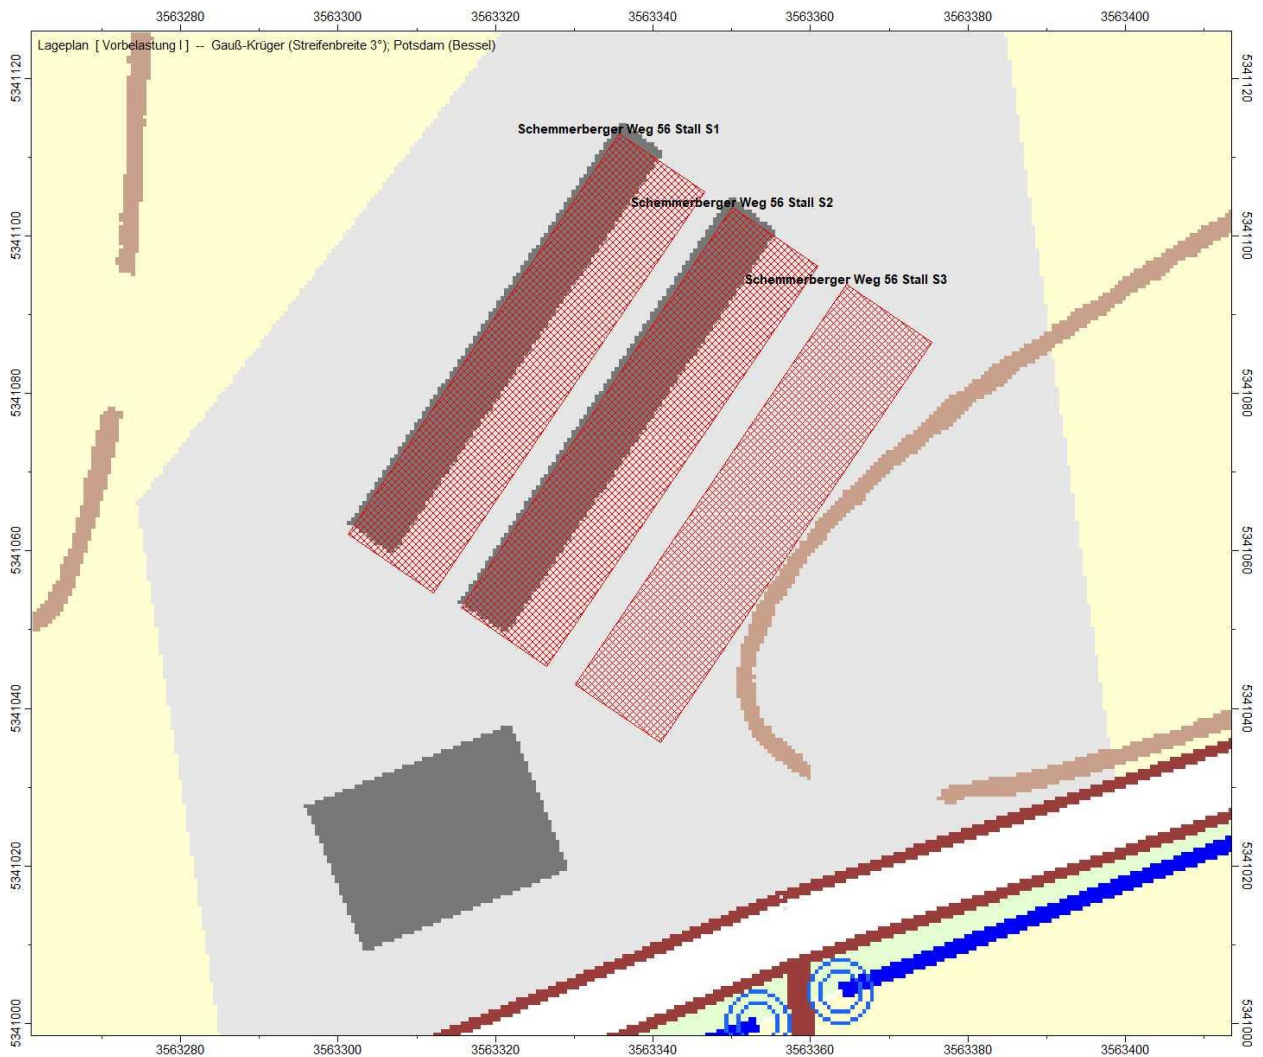 3563280 3563300 3563320 3563340 3563360 3563380 3563400
Lageplan [ Vorbelastung I ] -- Gauß-Krüger (Streifenbreite 3°); Potsdam (Bessel)
5341120 5341120
Schemmerberger Weg 56 Stall S1
Schemmerberger Weg 56 Stall S2
5341100 5341100
Schemmerberger Weg 56 Stall S3
5341080 5341080
5341060 5341060
5341040 5341040
5341020 5341020
5341000 5341000
3563280 3563300 3563320 3563340 3563360 3563380 3563400